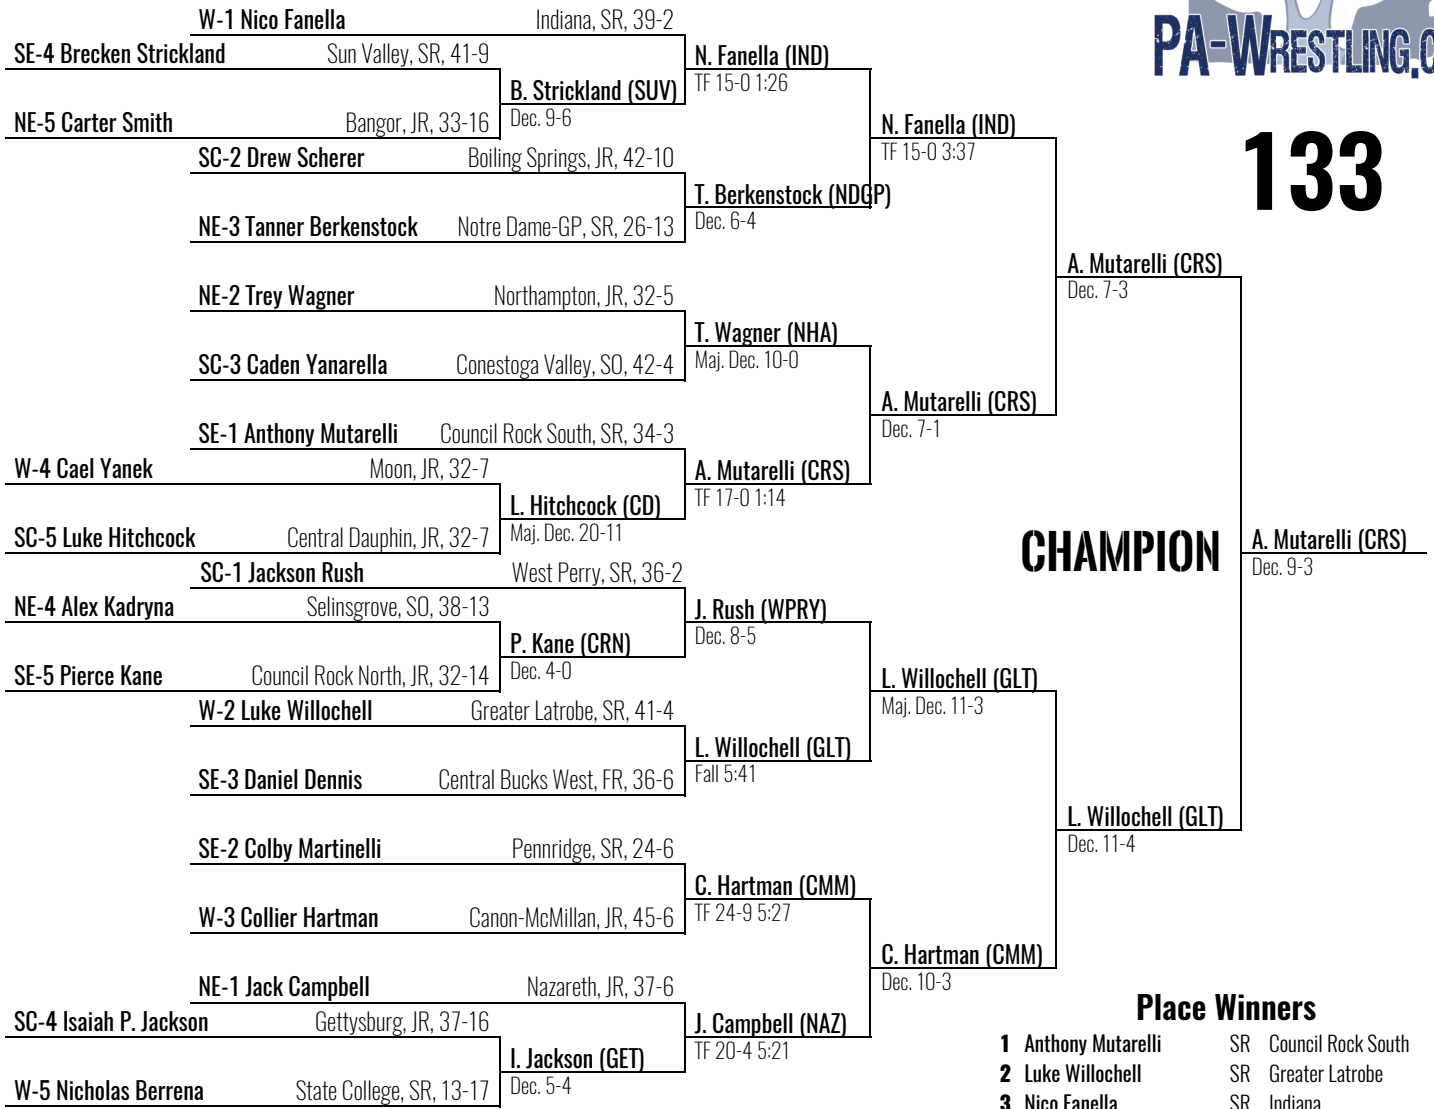 W-1 Nico Fanella Indiana, SR, 39-2
SE-4 Brecken Strickland Sun Valley, SR, 41-9
N. Fanella (IND)
TF 15-0 1:26
B. Strickland (SUV)
Dec. 9-6
NE-5 Carter Smith Bangor, JR, 33-16
N. Fanella (IND)
TF 15-0 3:37
SC-2 Drew Scherer Boiling Springs, JR, 42-10
T. Berkenstock (NDGP)
Dec. 6-4
NE-3 Tanner Berkenstock Notre Dame-GP, SR, 26-13
PA-WRESTLING.C
133
A. Mutarelli (CRS)
Dec. 7-3
NE-2 Trey Wagner Northampton, JR, 32-5
T. Wagner (NHA)
Maj. Dec. 10-0
SC-3 Caden Yanarella Conestoga Valley, SO, 42-4
A. Mutarelli (CRS)
Dec. 7-1
SE-1 Anthony Mutarelli Council Rock South, SR, 34-3
W-4 Cael Yanek Moon, JR, 32-7
A. Mutarelli (CRS)
TF 17-0 1:14
L. Hitchcock (CD)
Maj. Dec. 20-11
SC-5 Luke Hitchcock Central Dauphin, JR, 32-7
CHAMPION
A. Mutarelli (CRS)
Dec. 9-3
SC-1 Jackson Rush West Perry, SR, 36-2
NE-4 Alex Kadryna Selinsgrove, SO, 38-13
J. Rush (WPRY)
Dec. 8-5
P. Kane (CRN)
Dec. 4-0
SE-5 Pierce Kane Council Rock North, JR, 32-14
L. Willochell (GLT)
Maj. Dec. 11-3
W-2 Luke Willochell Greater Latrobe, SR, 41-4
L. Willochell (GLT)
Fall 5:41
SE-3 Daniel Dennis Central Bucks West, FR, 36-6
L. Willochell (GLT)
Dec. 11-4
SE-2 Colby Martinelli Pennridge, SR, 24-6
C. Hartman (CMM)
TF 24-9 5:27
W-3 Collier Hartman Canon-McMillan, JR, 45-6
C. Hartman (CMM)
Dec. 10-3
NE-1 Jack Campbell Nazareth, JR, 37-6
SC-4 Isaiah P. Jackson Gettysburg, JR, 37-16
J. Campbell (NAZ)
TF 20-4 5:21
I. Jackson (GET)
Dec. 5-4
W-5 Nicholas Berrena State College, SR, 13-17
Place Winners
1 Anthony Mutarelli SR Council Rock South
2 Luke Willochell SR Greater Latrobe
3 Nico Fanella SR Indiana